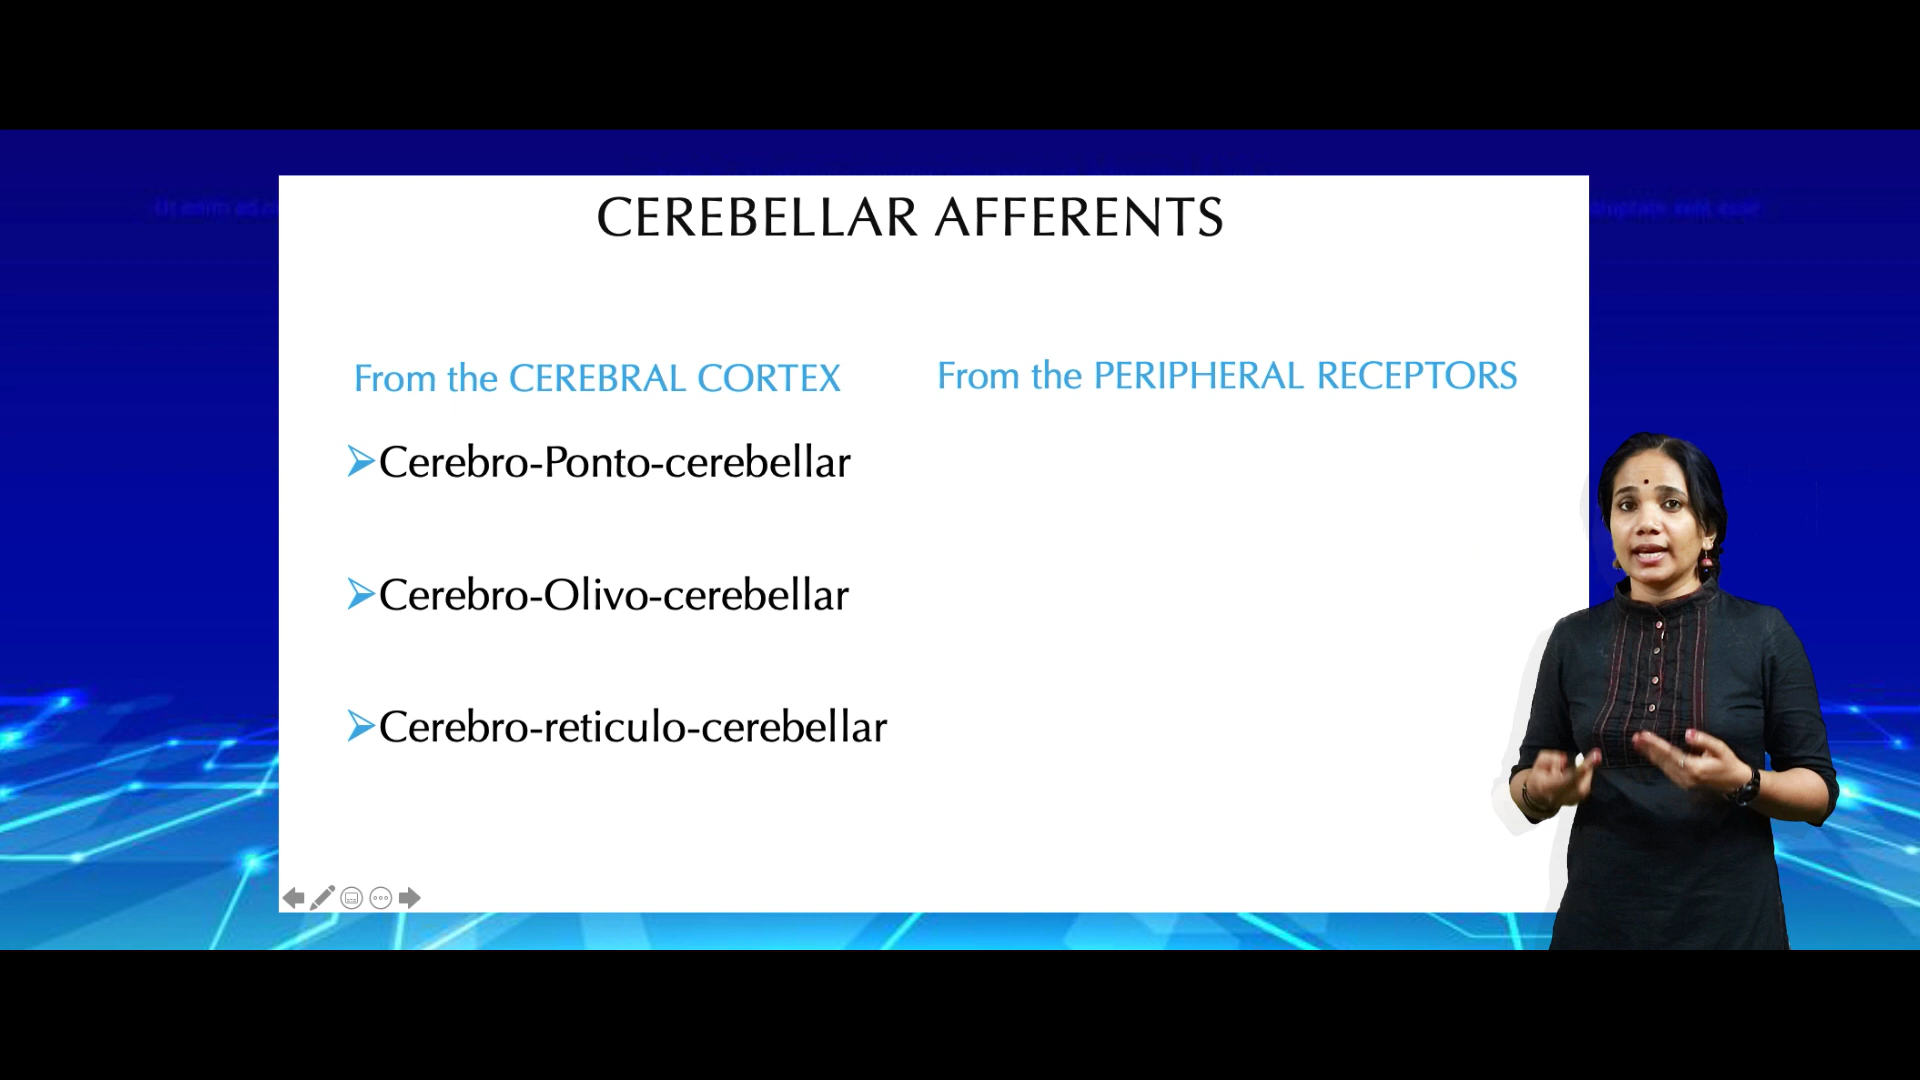 CEREBELLAR AFFERENTS
From the CEREBRAL CORTEX
Cerebro-Ponto-cerebellar
Cerebro-Olivo-cerebellar
Cerebro-reticulo-cerebellar
From the PERIPHERAL RECEPTORS